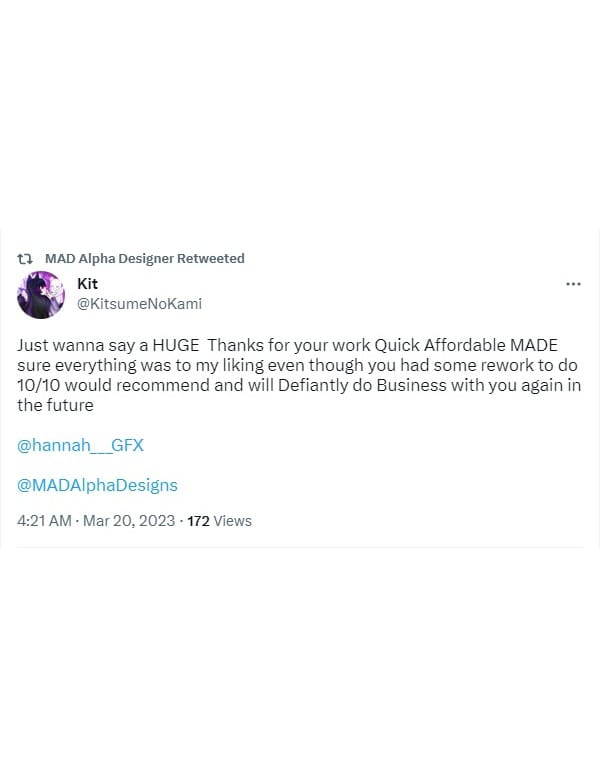 MAD Alpha Designer Retweeted
Kit
@KitsumeNoKami
Just wanna say a HUGE  Thanks for your work Quick Affordable MADE
sure everything was to my liking even though you had some rework to do
10/10 would recommend and will Defiantly do Business with you again in
the future
@hannah___GFX
@MADAlphaDesigns
4:21 AM · Mar 20, 2023 · 172 Views